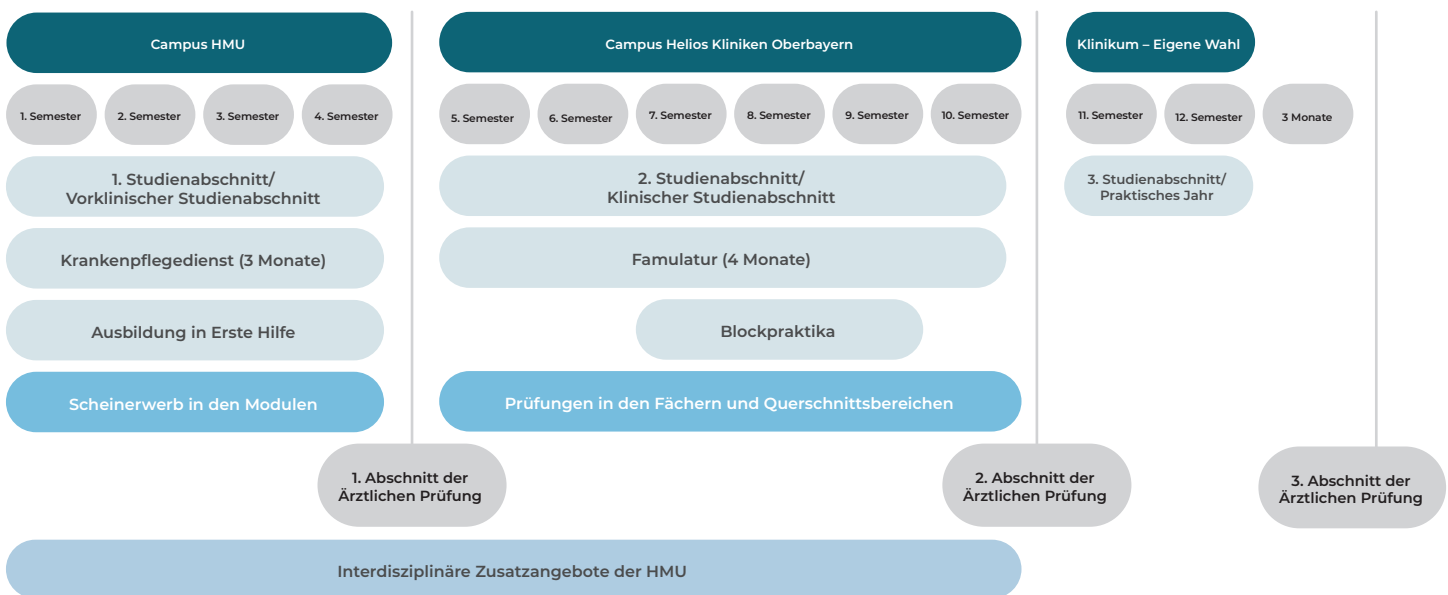 Campus HMU
Campus Helios Kliniken Oberbayern
Klinikum – Eigene Wahl
1. Semester
2. Semester
3. Semester
4. Semester
5. Semester
6. Semester
7. Semester
8. Semester
9. Semester
10. Semester
11. Semester
12. Semester
3 Monate
1. Studienabschnitt/
Vorklinischer Studienabschnitt
2. Studienabschnitt/
Klinischer Studienabschnitt
3. Studienabschnitt/
Praktisches Jahr
Krankenpflegedienst (3 Monate)
Famulatur (4 Monate)
Ausbildung in Erste Hilfe
Blockpraktika
Scheinerwerb in den Modulen
Prüfungen in den Fächern und Querschnittsbereichen
1. Abschnitt der
Ärztlichen Prüfung
2. Abschnitt der
Ärztlichen Prüfung
3. Abschnitt der
Ärztlichen Prüfung
Interdisziplinäre Zusatzangebote der HMU